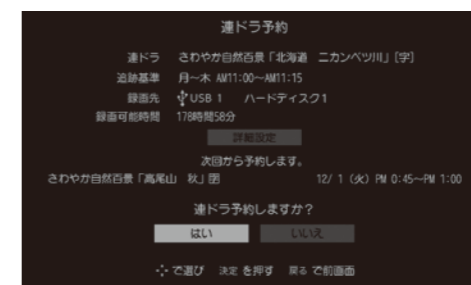 連ドラ予約
連ドラ さわやか自然百景「北海道 ニカンベツ川」[字]
追跡基準 月～木 AM11:00～AM11:15
録画先 USB 1 ハードディスク1
録画可能時間 178時間58分
詳細設定
次回から予約します。
さわやか自然百景「高尾山 秋」 12/ 1 (火) PM 0:45～PM 1:00
連ドラ予約しますか？
はい いいえ
で選び 決定 を押す 戻る で前画面